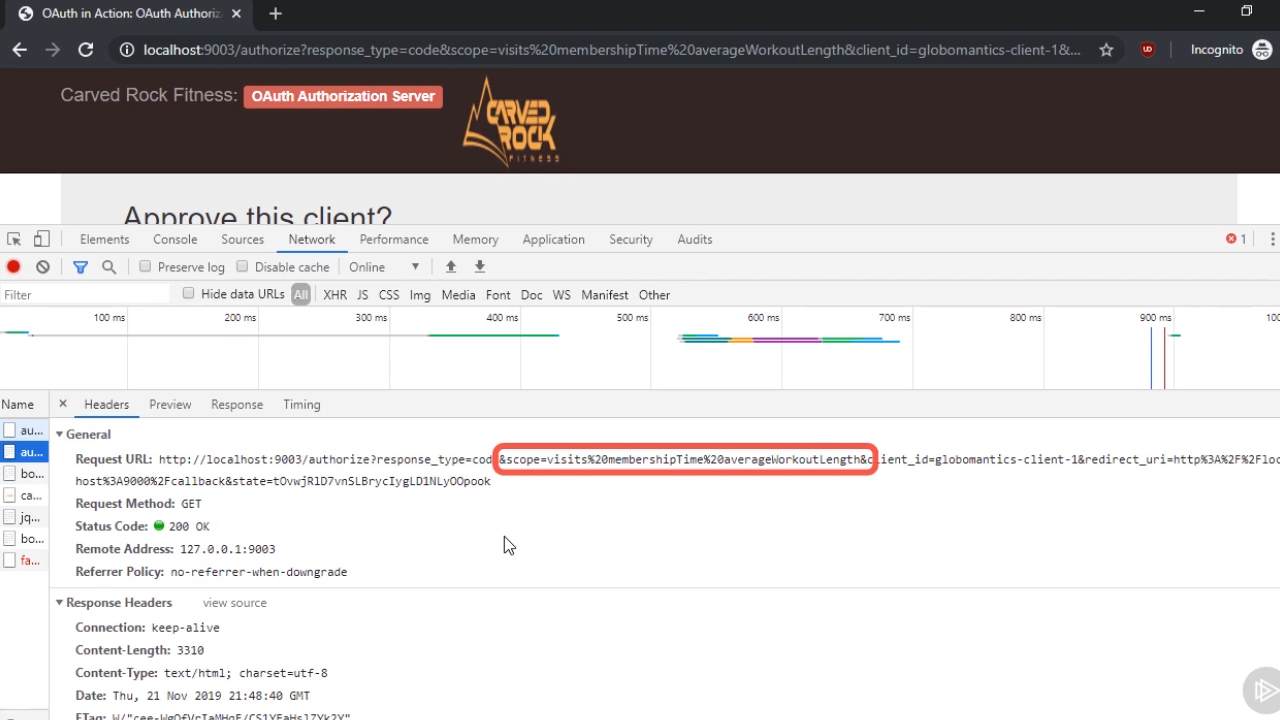 OAuth in Action: OAuth Authoriz
localhost:9003/authorize?response_type=code&scope=visits%20membershipTime%20averageWorkoutLength&client_id=globomantics-client-1&... Incognito
Carved Rock Fitness: OAuth Authorization Server
CARVED
ROCK
FITNESS
Approve this client?
Elements Console Sources Network Performance Memory Application Security Audits 1
Preserve log Disable cache Online
Filter Hide data URLs All XHR JS CSS Img Media Font Doc WS Manifest Other
100 ms 200 ms 300 ms 400 ms 500 ms 600 ms 700 ms 800 ms 900 ms 100
Name Headers Preview Response Timing
au...
au...
bo...
ca...
jq...
bo...
fa...
General
Request URL: http://localhost:9003/authorize?response_type=cod &scope=visits%20membershipTime%20averageWorkoutLength&client_id=globomantics-client-1&redirect_uri=http%3A%2F%2Floc
host%3A9000%2Fcallback&state=tOvwjRlD7vnSLBrycIygLD1NLyOOpook
Request Method: GET
Status Code: 200 OK
Remote Address: 127.0.0.1:9003
Referrer Policy: no-referrer-when-downgrade
Response Headers view source
Connection: keep-alive
Content-Length: 3310
Content-Type: text/html; charset=utf-8
Date: Thu, 21 Nov 2019 21:48:40 GMT